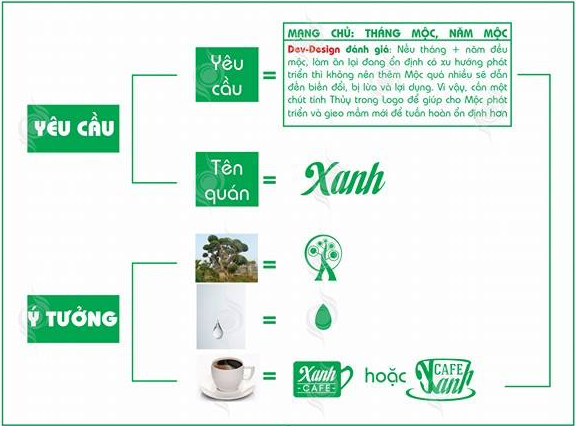 MẠNG CHỦ: THÁNG MỘC, NĂM MỘC
Dev-Design đánh giá: Nếu tháng + năm đều
mộc, làm ăn lại đang ổn định có xu hướng phát
triển thì không nên thêm Mộc quá nhiều sẽ dẫn
đến biến đổi, bị lừa và lợi dụng. Vì vậy, cần một
chút tính Thủy trong Logo để giúp cho Mộc phát
triển và gieo mầm mới để tuần hoàn ổn định hơn
Yêu
cầu
=
YÊU CẦU
Tên
quán
=
Xanh
=
Ý TƯỞNG
=
=
Xanh
-CAFE-
hoặc
CAFE
Xanh